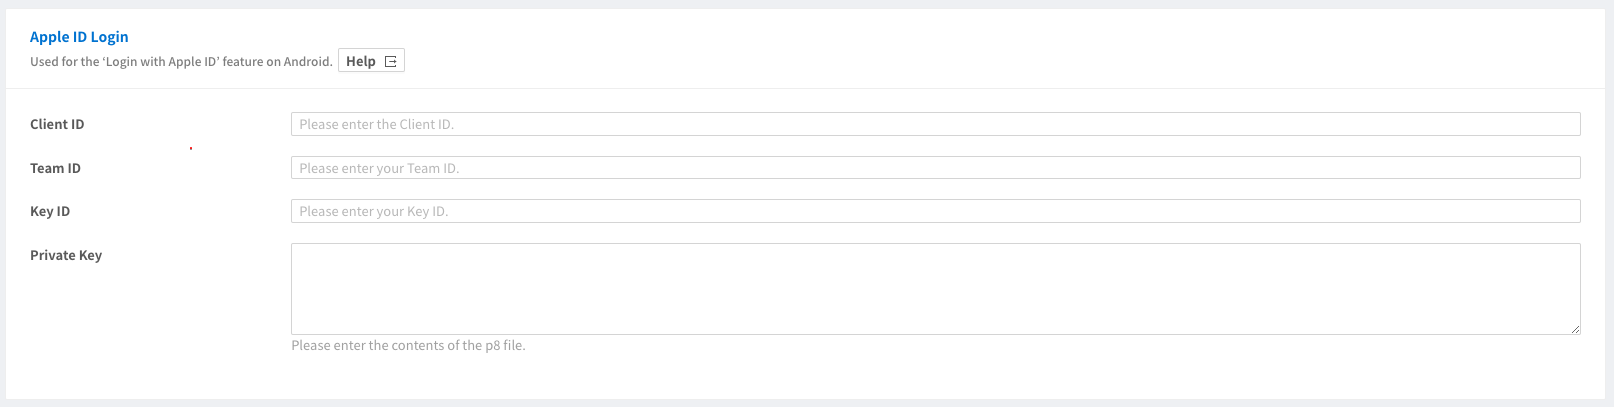 Apple ID Login
Used for the ‘Login with Apple ID’ feature on Android. Help
Client ID Please enter the Client ID.
Team ID Please enter your Team ID.
Key ID Please enter your Key ID.
Private Key
Please enter the contents of the p8 file.